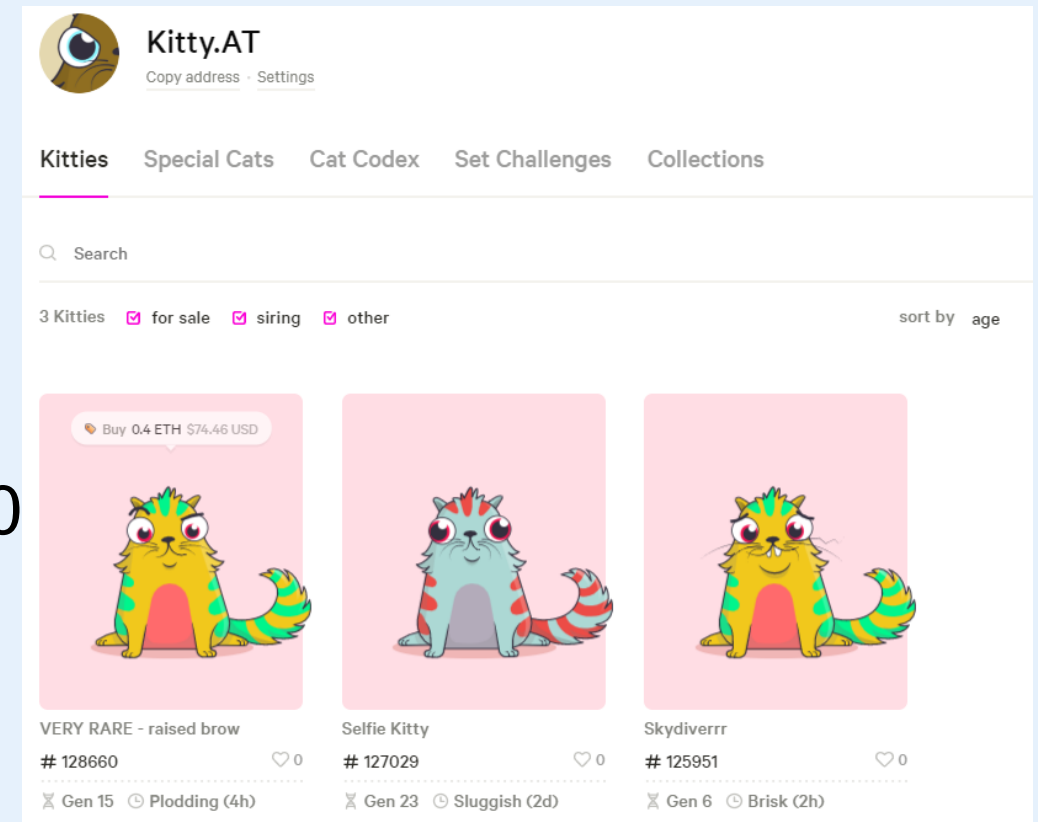 Kitty.AT
Copy address · Settings
Kitties Special Cats Cat Codex Set Challenges Collections
Search
3 Kitties for sale siring other sort by age
Buy 0.4 ETH $74.46 USD
0
VERY RARE - raised brow Selfie Kitty Skydiverrr
# 128660 0 # 127029 0 # 125951 0
Gen 15 Plodding (4h) Gen 23 Sluggish (2d) Gen 6 Brisk (2h)